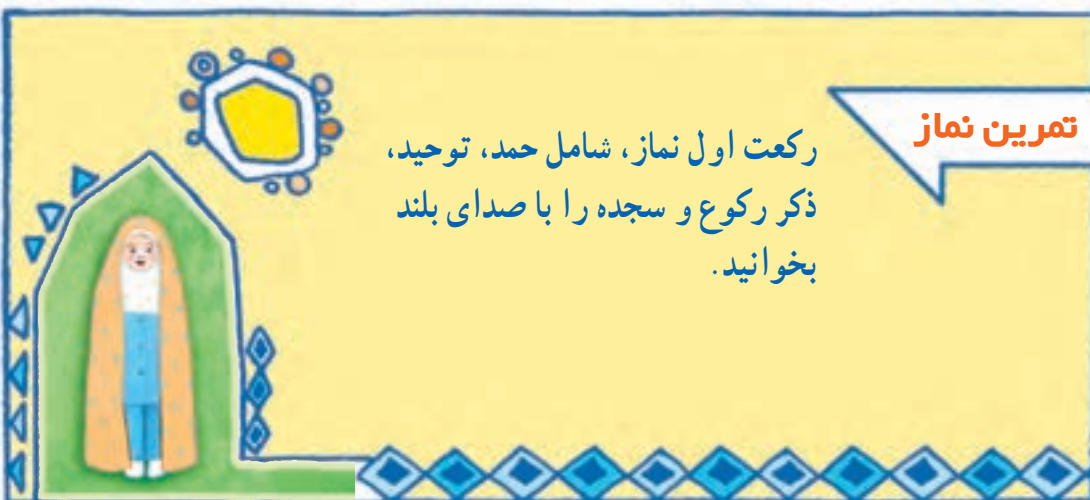 تمرین نماز
رکعت اول نماز، شامل حمد، توحید،
ذکر رکوع و سجده را با صدای بلند
بخوانید.